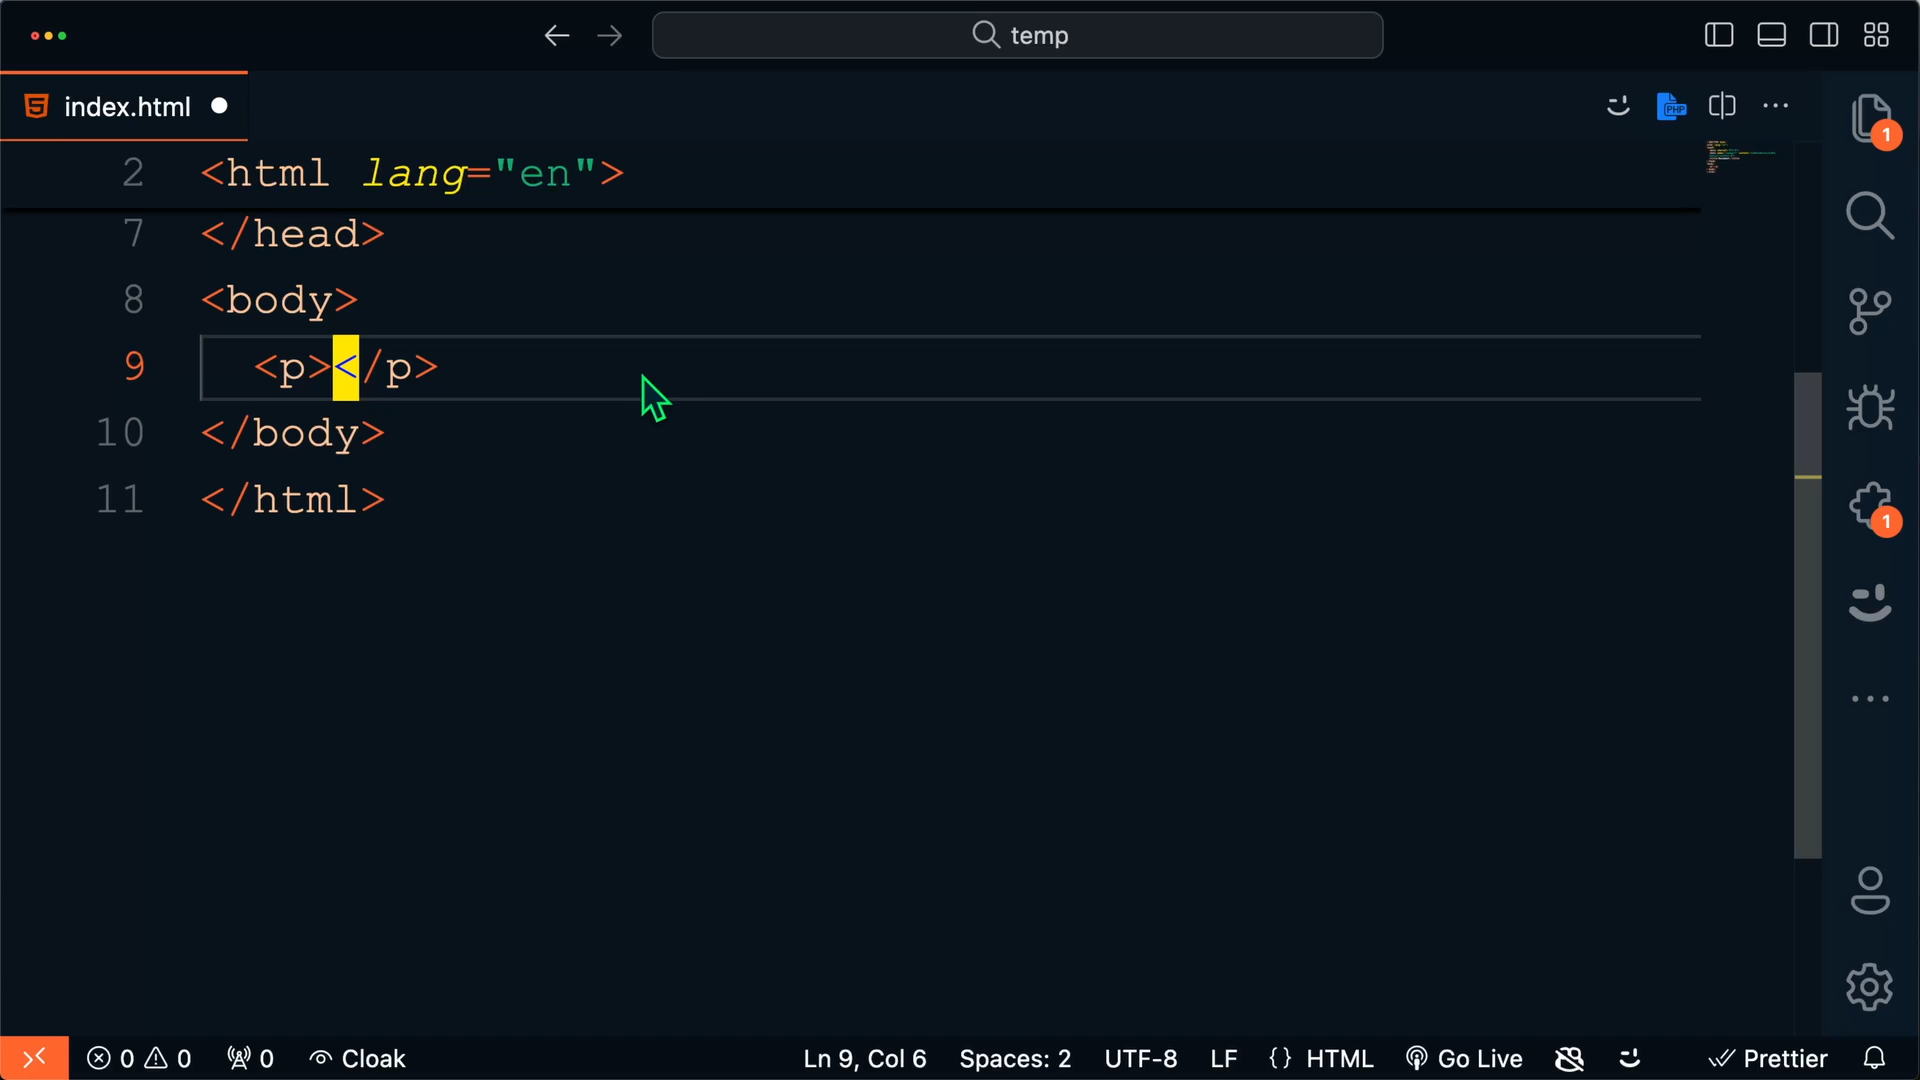 temp
index.html
PHP
1
2 <html lang="en">
7 </head>
8 <body>
9 <p></p>
10 </body>
11 </html>
1
0 0 0 Cloak Ln 9, Col 6 Spaces: 2 UTF-8 LF {} HTML Go Live Prettier